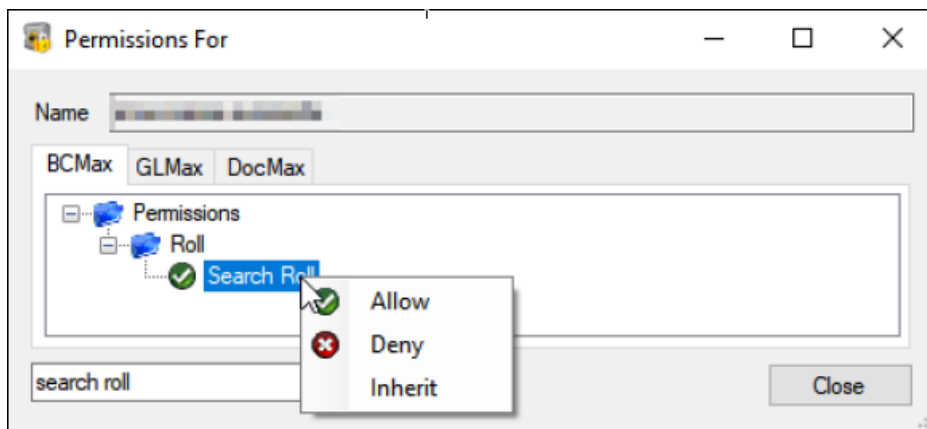 Permissions For
Name
BCMax GLMax DocMax
Permissions
Roll
Search Roll
Allow
Deny
Inherit
search roll
Close